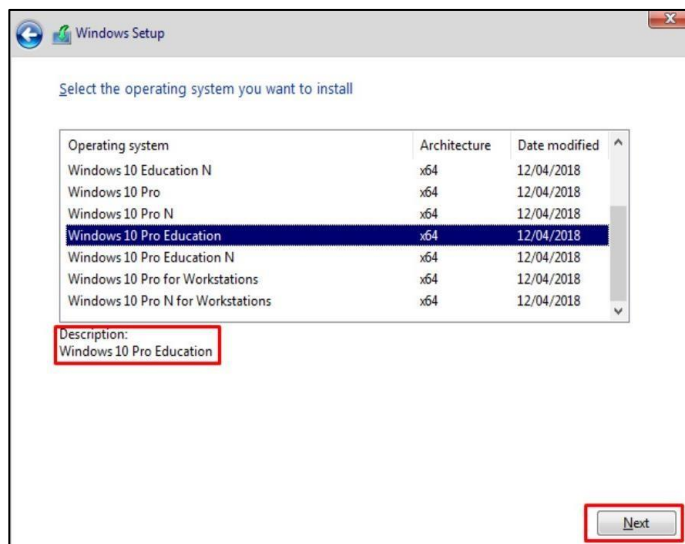 Windows Setup
Select the operating system you want to install
Operating system Architecture Date modified
Windows 10 Education N x64 12/04/2018
Windows 10 Pro x64 12/04/2018
Windows 10 Pro N x64 12/04/2018
Windows 10 Pro Education x64 12/04/2018
Windows 10 Pro Education N x64 12/04/2018
Windows 10 Pro for Workstations x64 12/04/2018
Windows 10 Pro N for Workstations x64 12/04/2018
Description:
Windows 10 Pro Education
Next